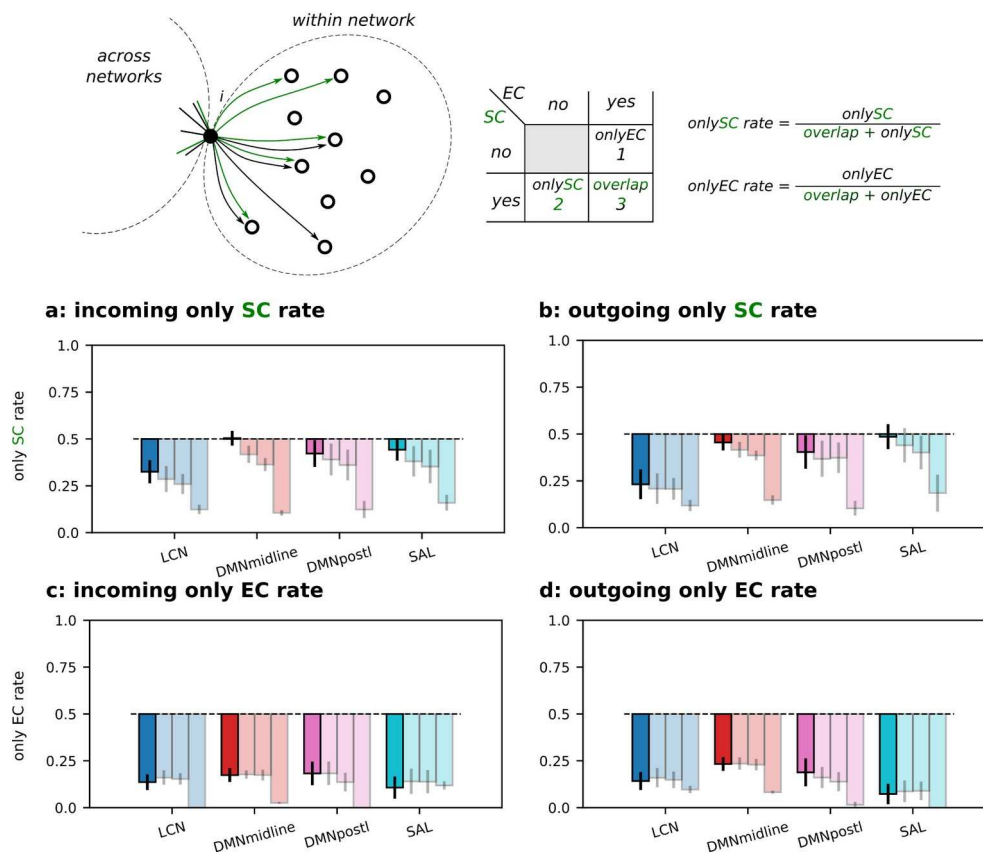 within network
across
networks
i
EC
SC
no
yes
no
onlyEC
1
yes
onlySC
2
overlap
3
onlySC rate = onlySC
overlap + onlySC
onlyEC rate = onlyEC
overlap + onlyEC
a: incoming only SC rate
b: outgoing only SC rate
only SC rate
1.0
0.75
0.5
0.25
0.0
LCN
DMNmidline
DMNpostl
SAL
1.0
0.75
0.5
0.25
0.0
LCN
DMNmidline
DMNpostl
SAL
c: incoming only EC rate
d: outgoing only EC rate
only EC rate
1.0
0.75
0.5
0.25
0.0
LCN
DMNmidline
DMNpostl
SAL
1.0
0.75
0.5
0.25
0.0
LCN
DMNmidline
DMNpostl
SAL